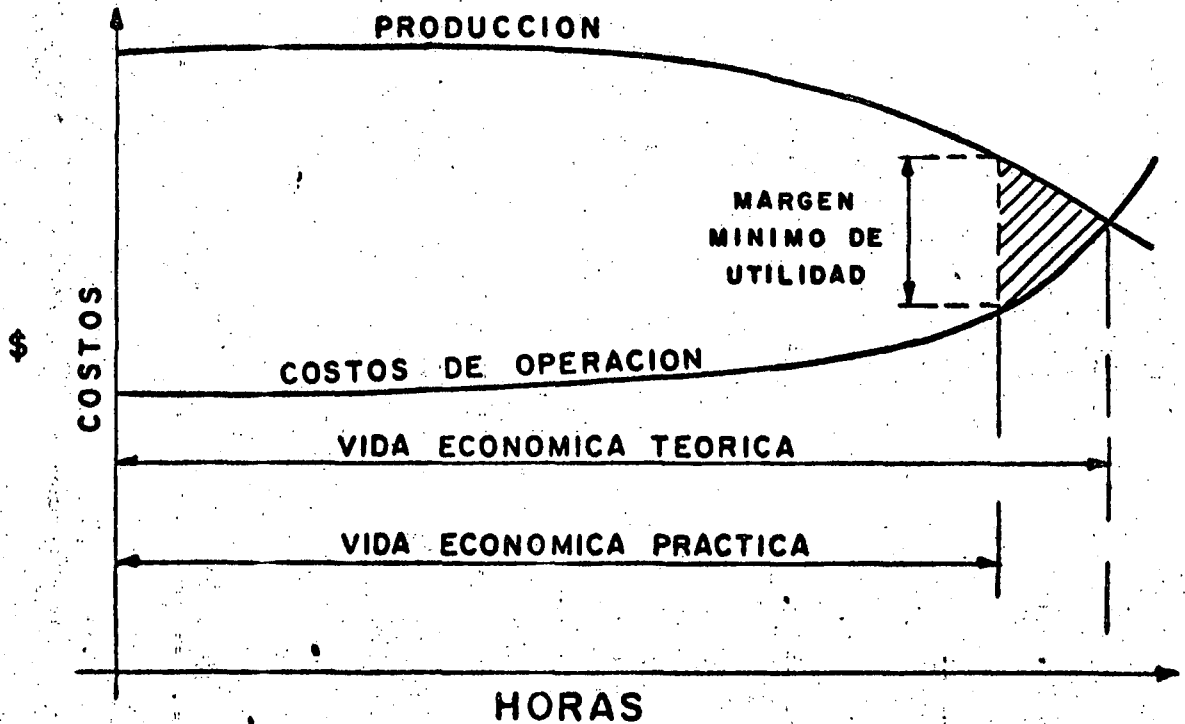 PRODUCCION
MARGEN
MINIMO DE
UTILIDAD
$
COSTOS
COSTOS DE OPERACION
VIDA ECONOMICA TEORICA
VIDA ECONOMICA PRACTICA
HORAS